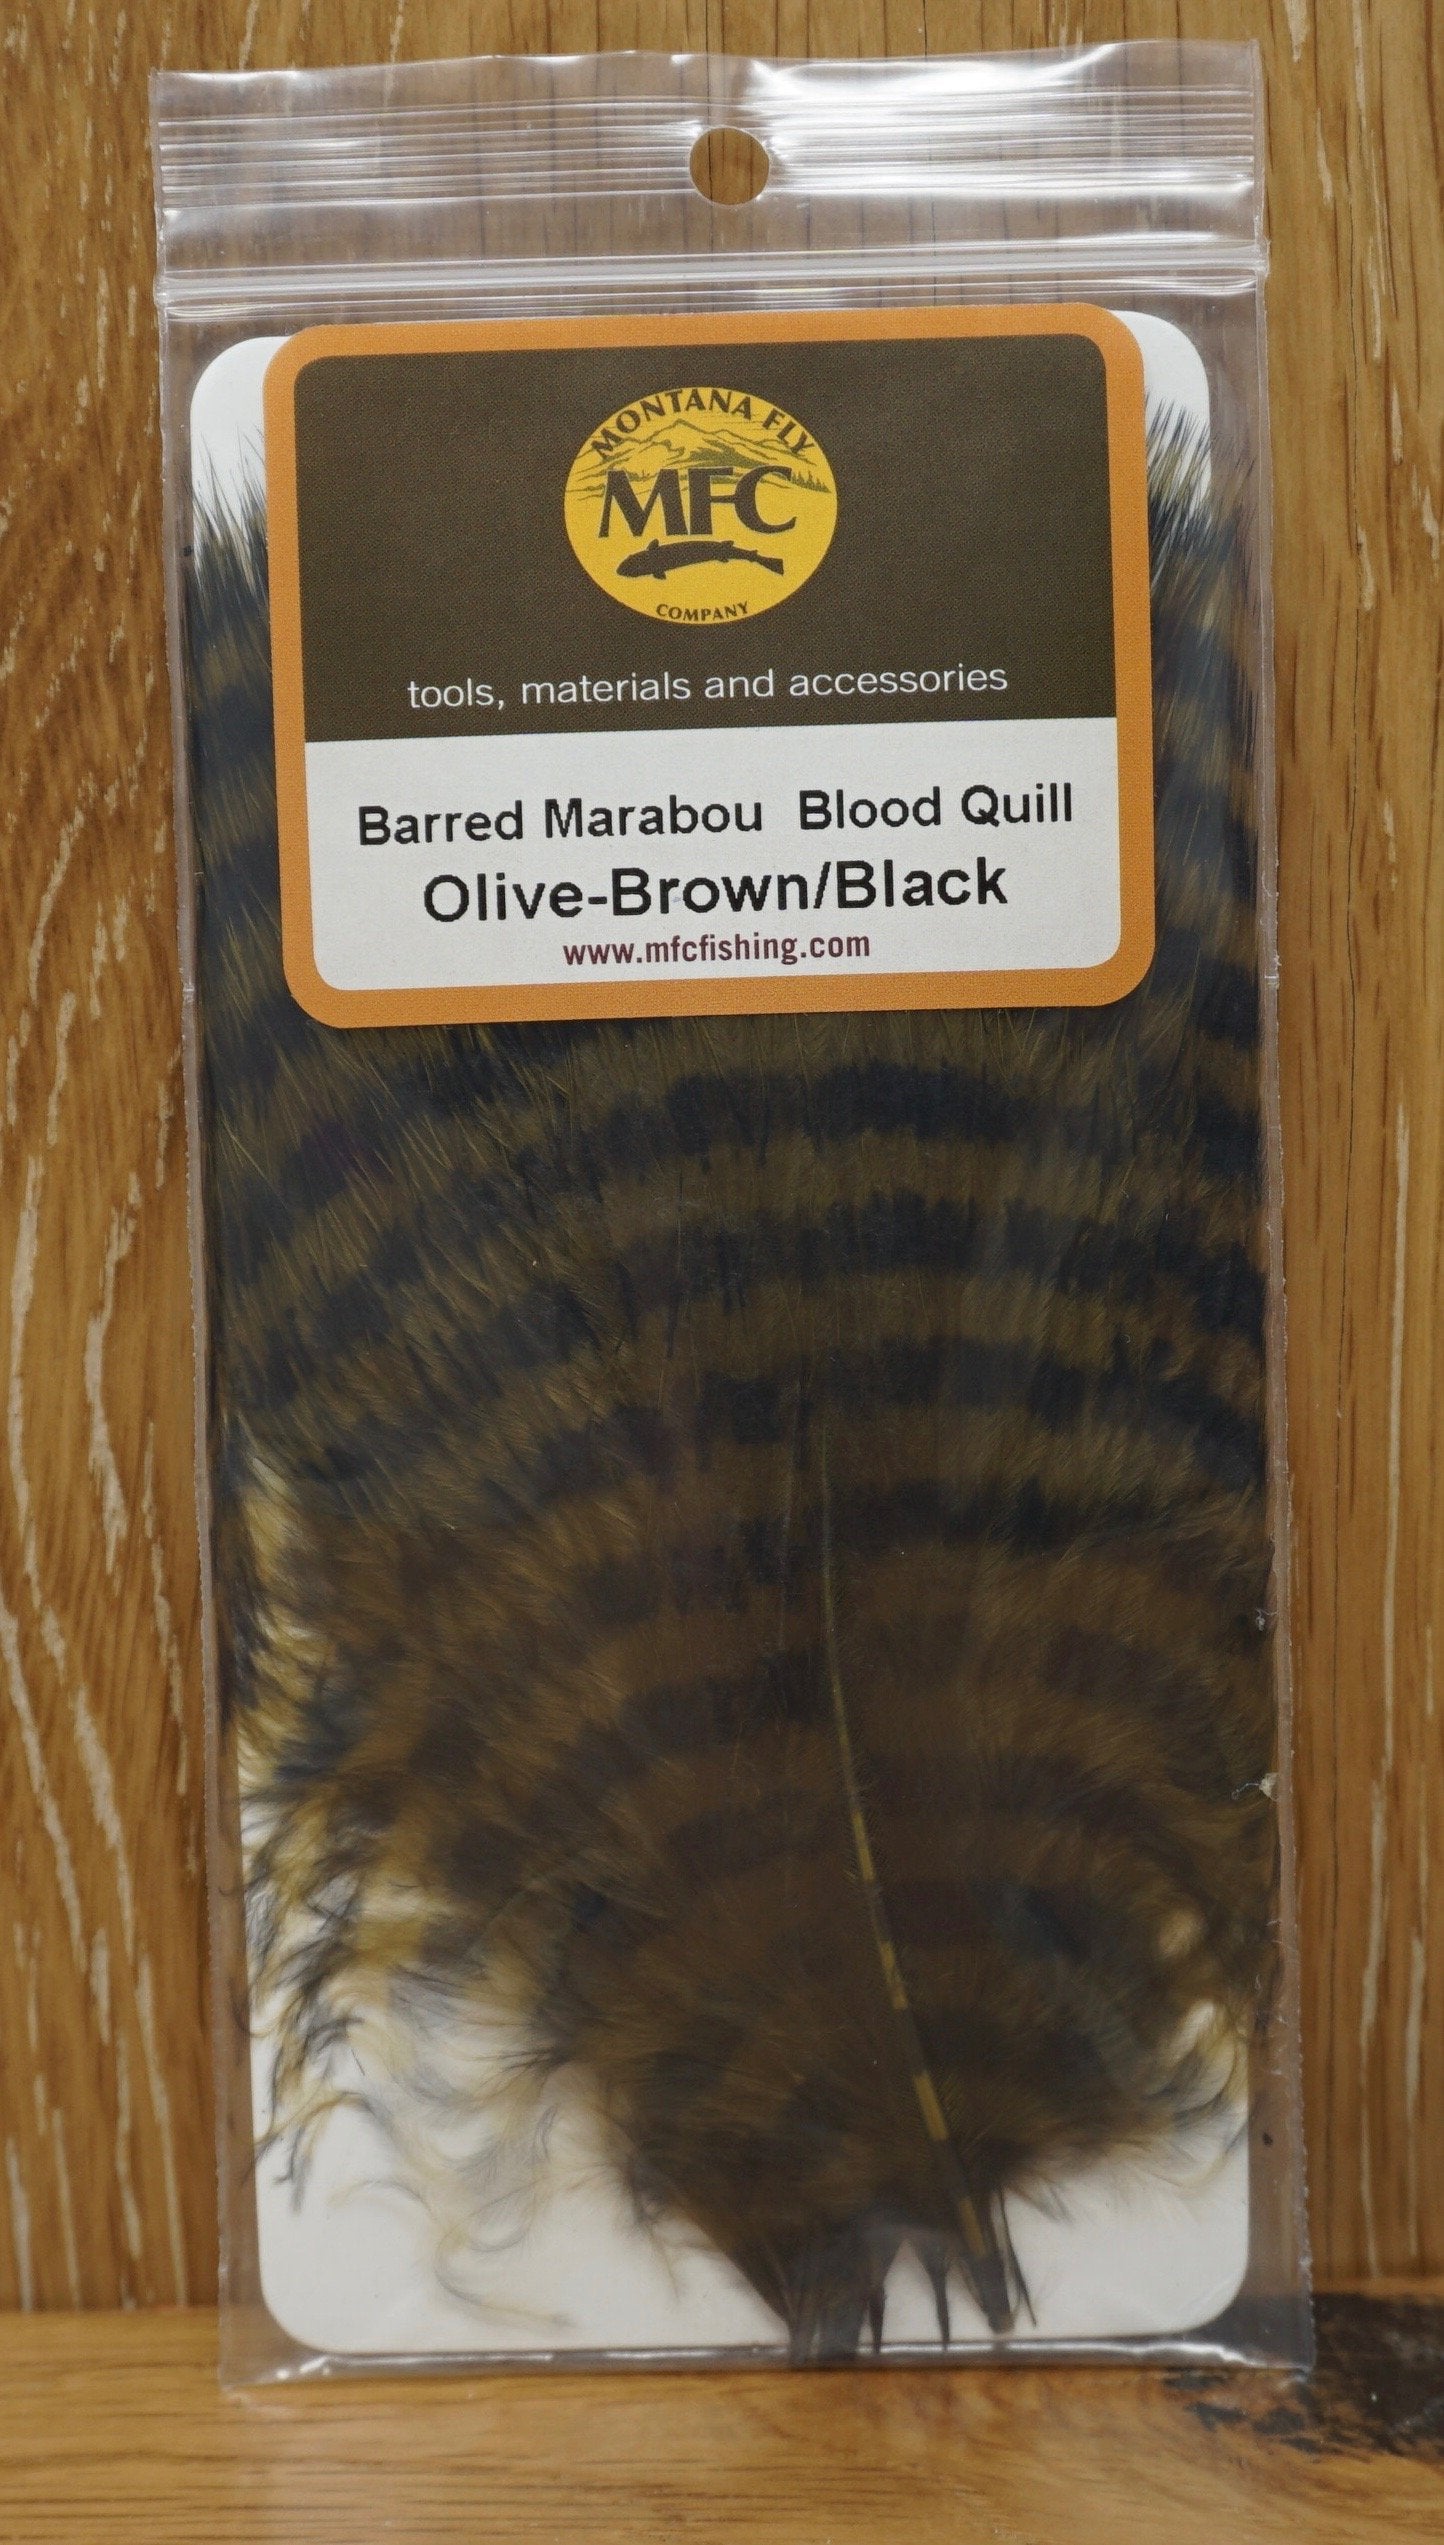 MONTANA FLY
MFC
COMPANY
tools, materials and accessories
Barred Marabou Blood Quill
Olive-Brown/Black
www.mfcfishing.com